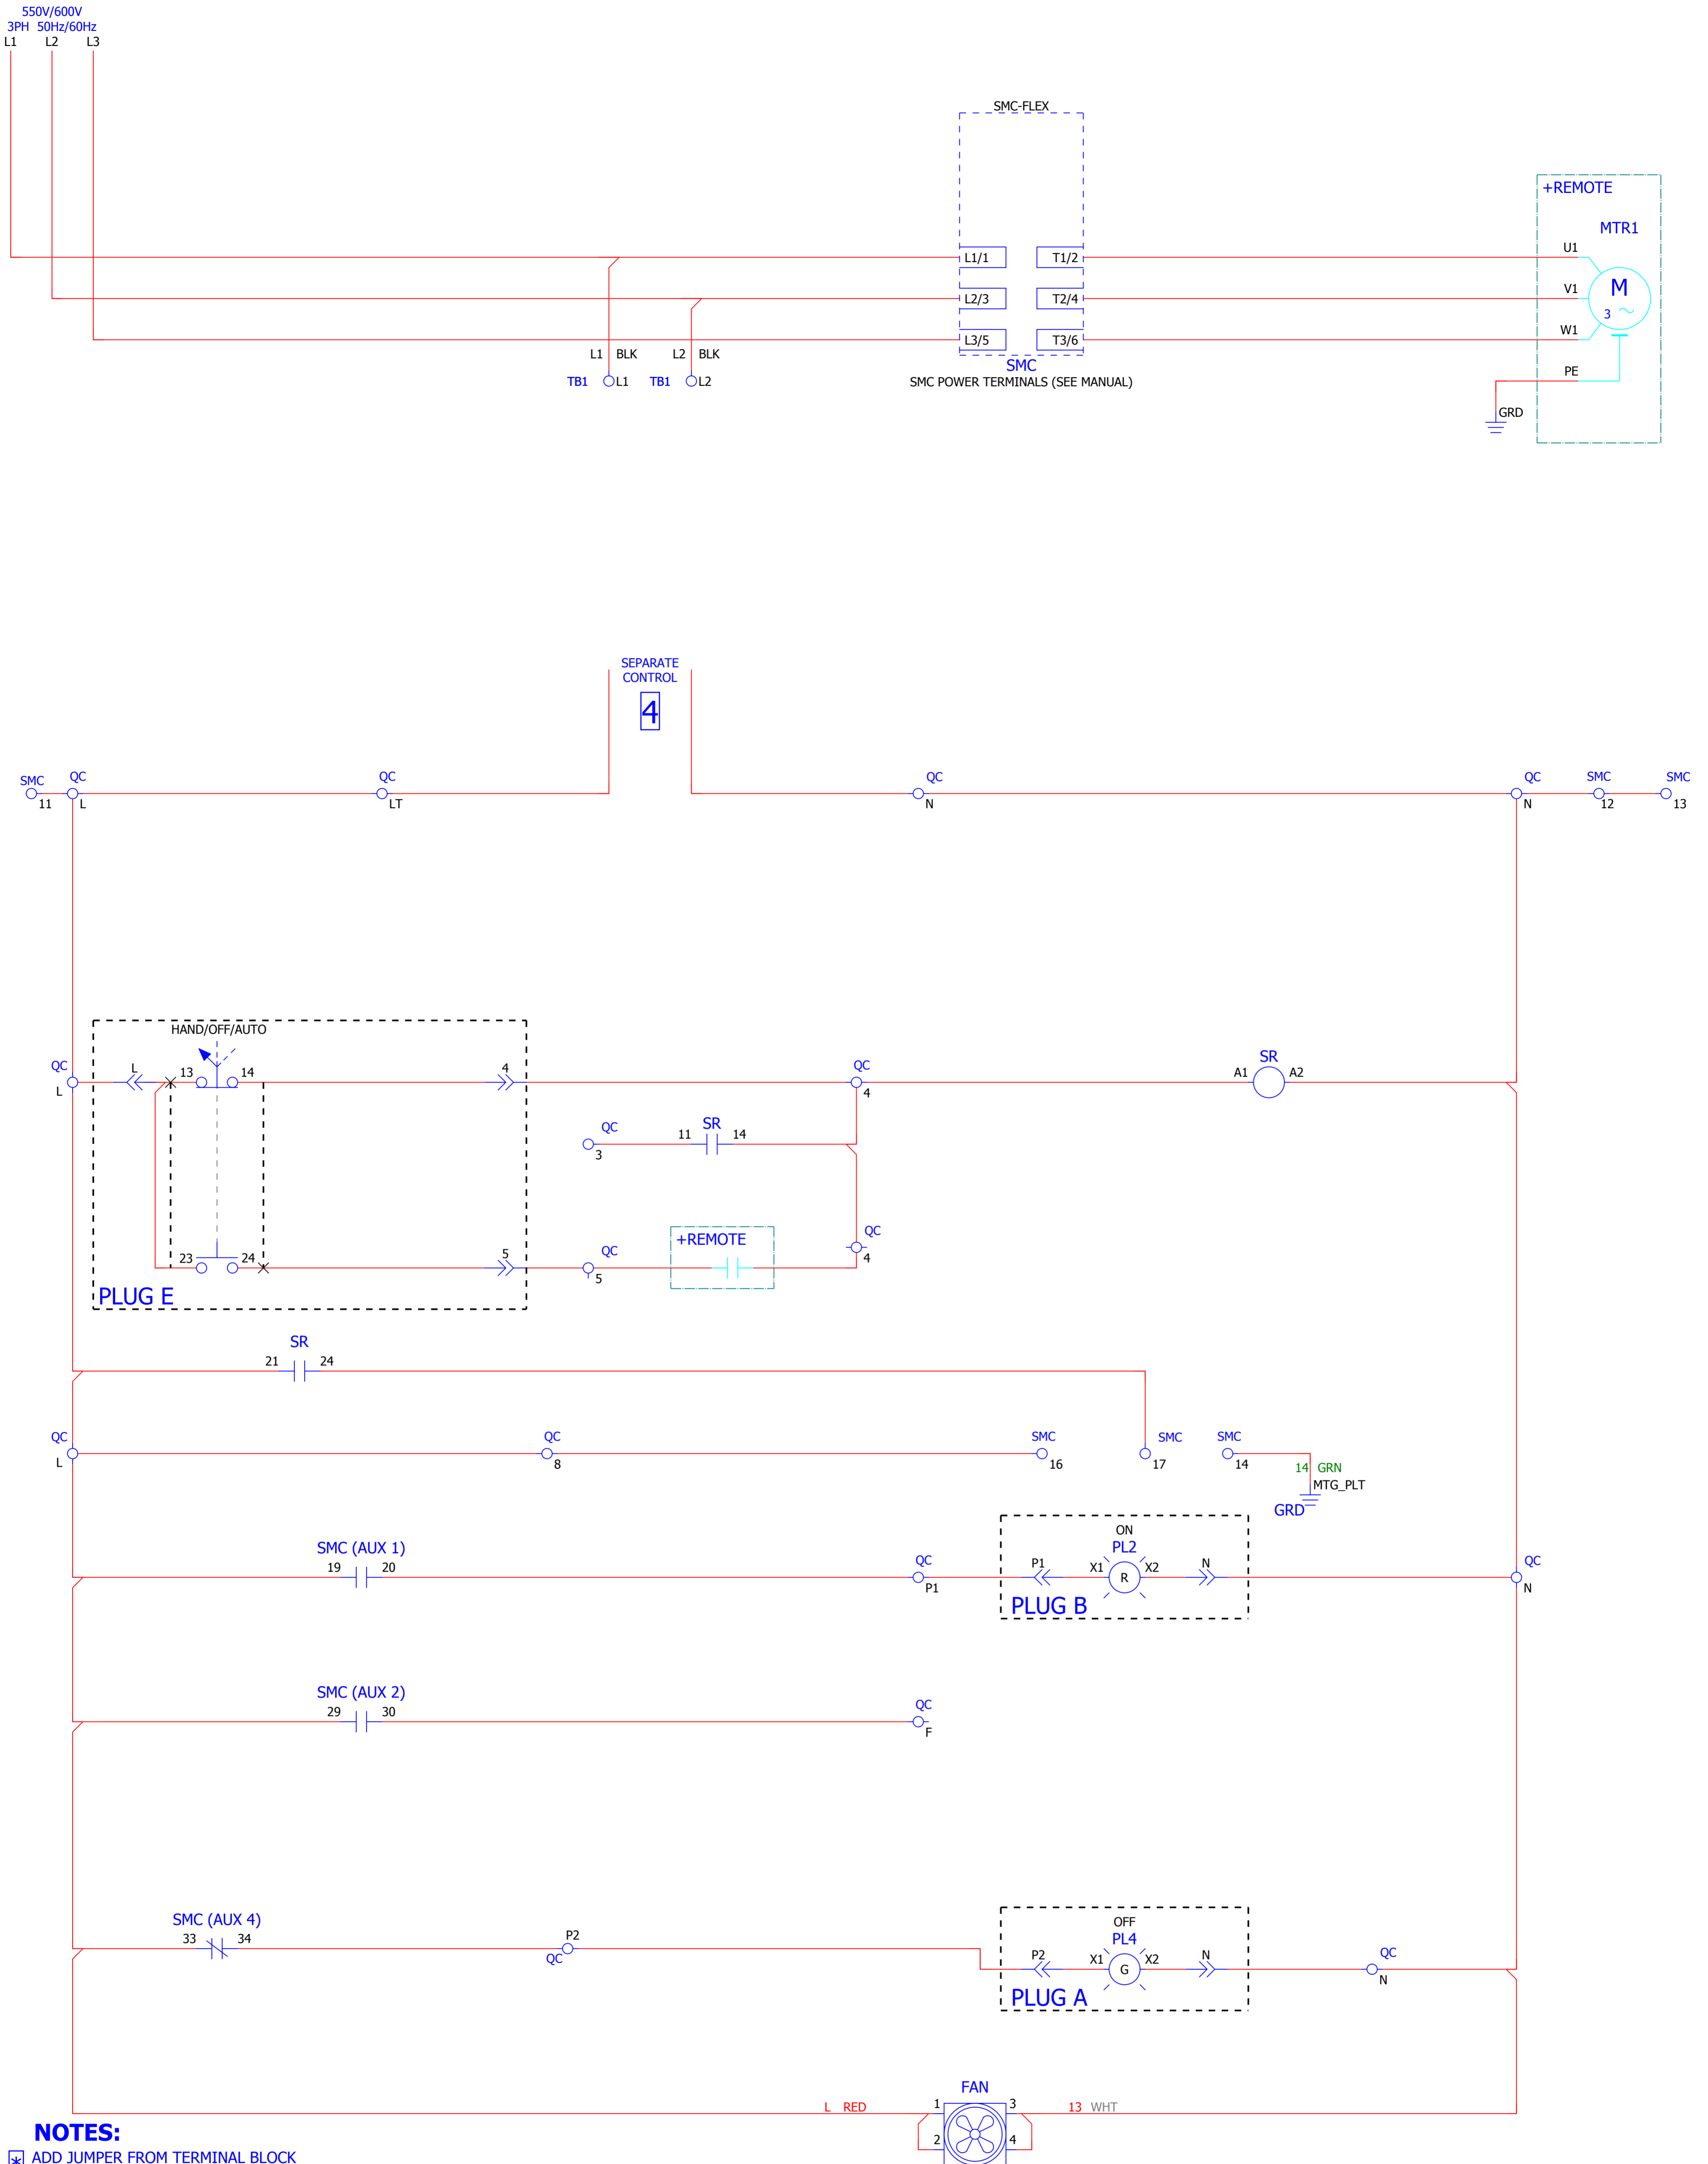 550V/600V
3PH 50Hz/60Hz
L1 L2 L3
SMC-FLEX
+REMOTE
MTR1
L1/1 T1/2 U1
L2/3 T2/4 V1 M
3
L3/5 T3/6 W1
L1 BLK L2 BLK
SMC
TB1 L1 TB1 L2
SMC POWER TERMINALS (SEE MANUAL)
PE
GRD
SEPARATE
CONTROL
4
SMC QC QC QC QC SMC SMC
11 L LT N N 12 13
HAND/OFF/AUTO
QC L 13 14 4 QC SR
A1 A2
L 4
QC 11 SR 14
3
23 24 5 QC +REMOTE QC
5 4
PLUG E
SR
21 24
QC QC SMC SMC SMC
L 8 16 17 14
14 GRN
MTG_PLT
GRD
SMC (AUX 1) ON
PL2
19 20 QC P1 X1 R X2 N QC
P1 N
PLUG B
SMC (AUX 2)
29 30 QC
F
SMC (AUX 4) OFF
33 34 P2 PL4
QC P2 X1 G X2 N QC
N
PLUG A
FAN
L RED 1 3 13 WHT
2 4
NOTES:
* ADD JUMPER FROM TERMINAL BLOCK